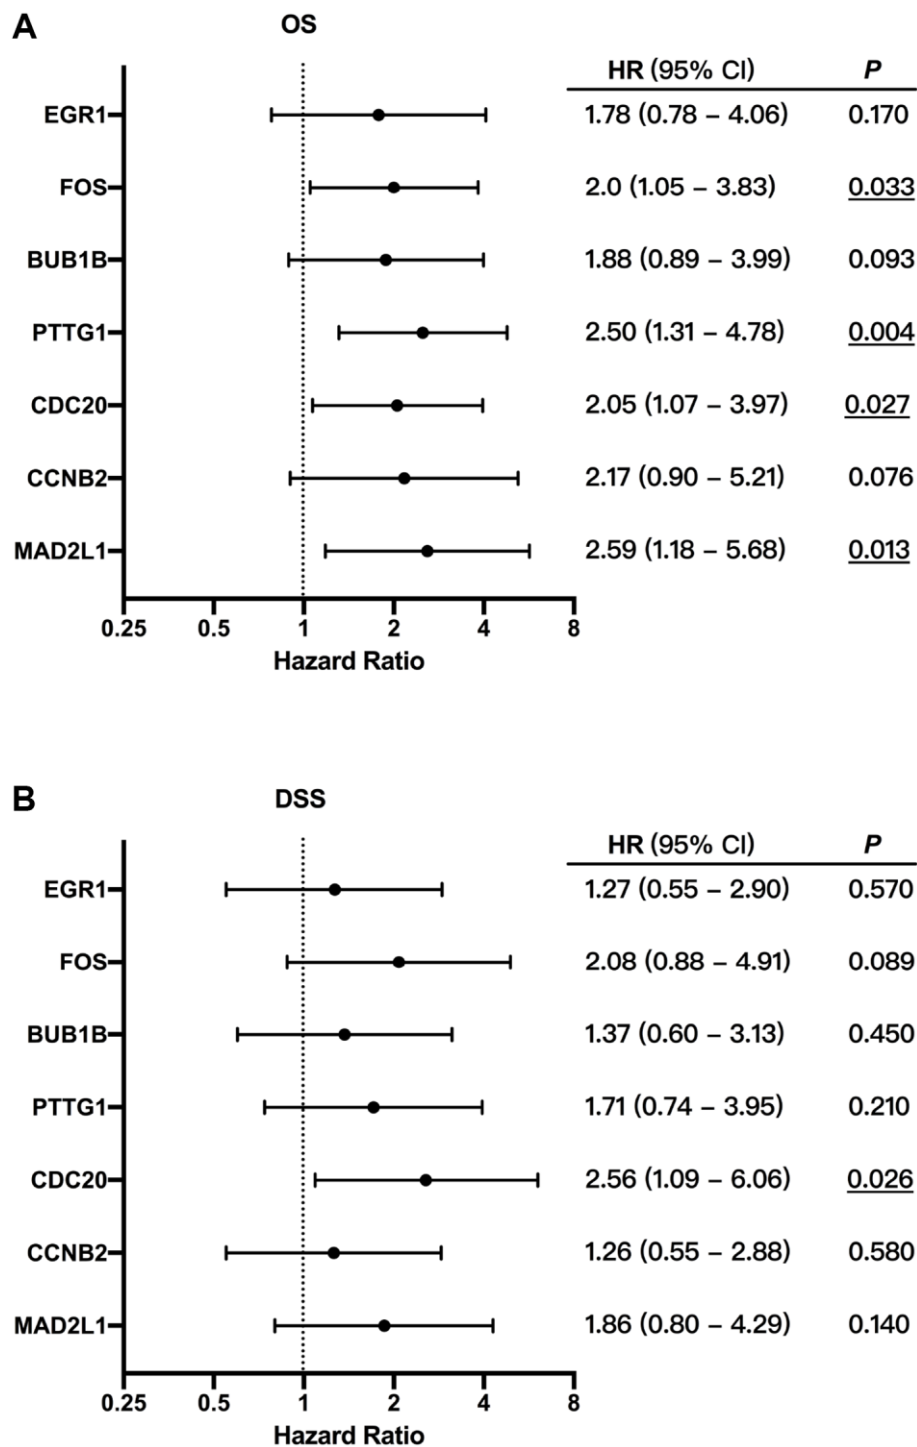 A
OS
HR (95% CI) P
EGR1 1.78 (0.78 – 4.06) 0.170
FOS 2.0 (1.05 – 3.83) 0.033
BUB1B 1.88 (0.89 – 3.99) 0.093
PTTG1 2.50 (1.31 – 4.78) 0.004
CDC20 2.05 (1.07 – 3.97) 0.027
CCNB2 2.17 (0.90 – 5.21) 0.076
MAD2L1 2.59 (1.18 – 5.68) 0.013
0.25 0.5 1 2 4 8
Hazard Ratio
B
DSS
HR (95% CI) P
EGR1 1.27 (0.55 – 2.90) 0.570
FOS 2.08 (0.88 – 4.91) 0.089
BUB1B 1.37 (0.60 – 3.13) 0.450
PTTG1 1.71 (0.74 – 3.95) 0.210
CDC20 2.56 (1.09 – 6.06) 0.026
CCNB2 1.26 (0.55 – 2.88) 0.580
MAD2L1 1.86 (0.80 – 4.29) 0.140
0.25 0.5 1 2 4 8
Hazard Ratio